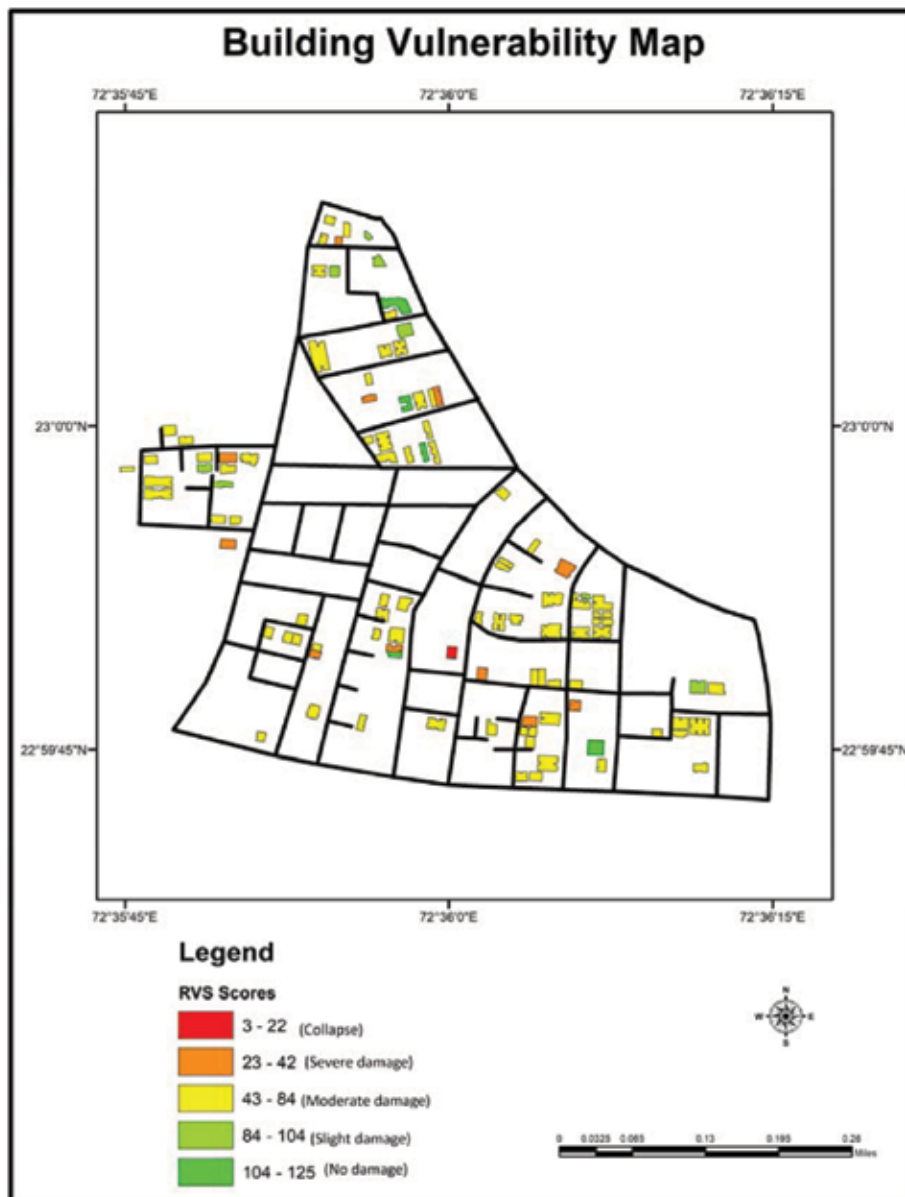 Building Vulnerability Map
72°35'45"E 72°36'0"E 72°36'15"E
23°0'0"N 23°0'0"N
22°59'45"N 22°59'45"N
72°35'45"E 72°36'0"E 72°36'15"E
Legend
RVS Scores
3 - 22 (Collapse)
23 - 42 (Severe damage)
43 - 84 (Moderate damage)
84 - 104 (Slight damage)
104 - 125 (No damage)
N
W E
S
0 0.0325 0.065 0.13 0.195 0.26
Miles